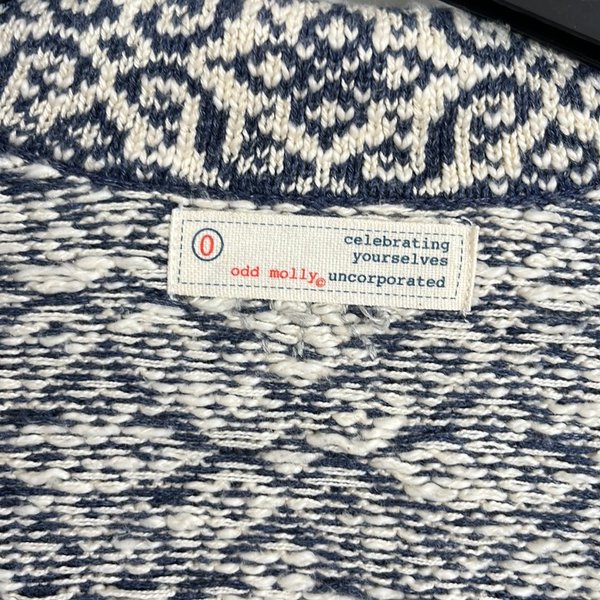 0
celebrating
yourselves
odd molly© uncorporated